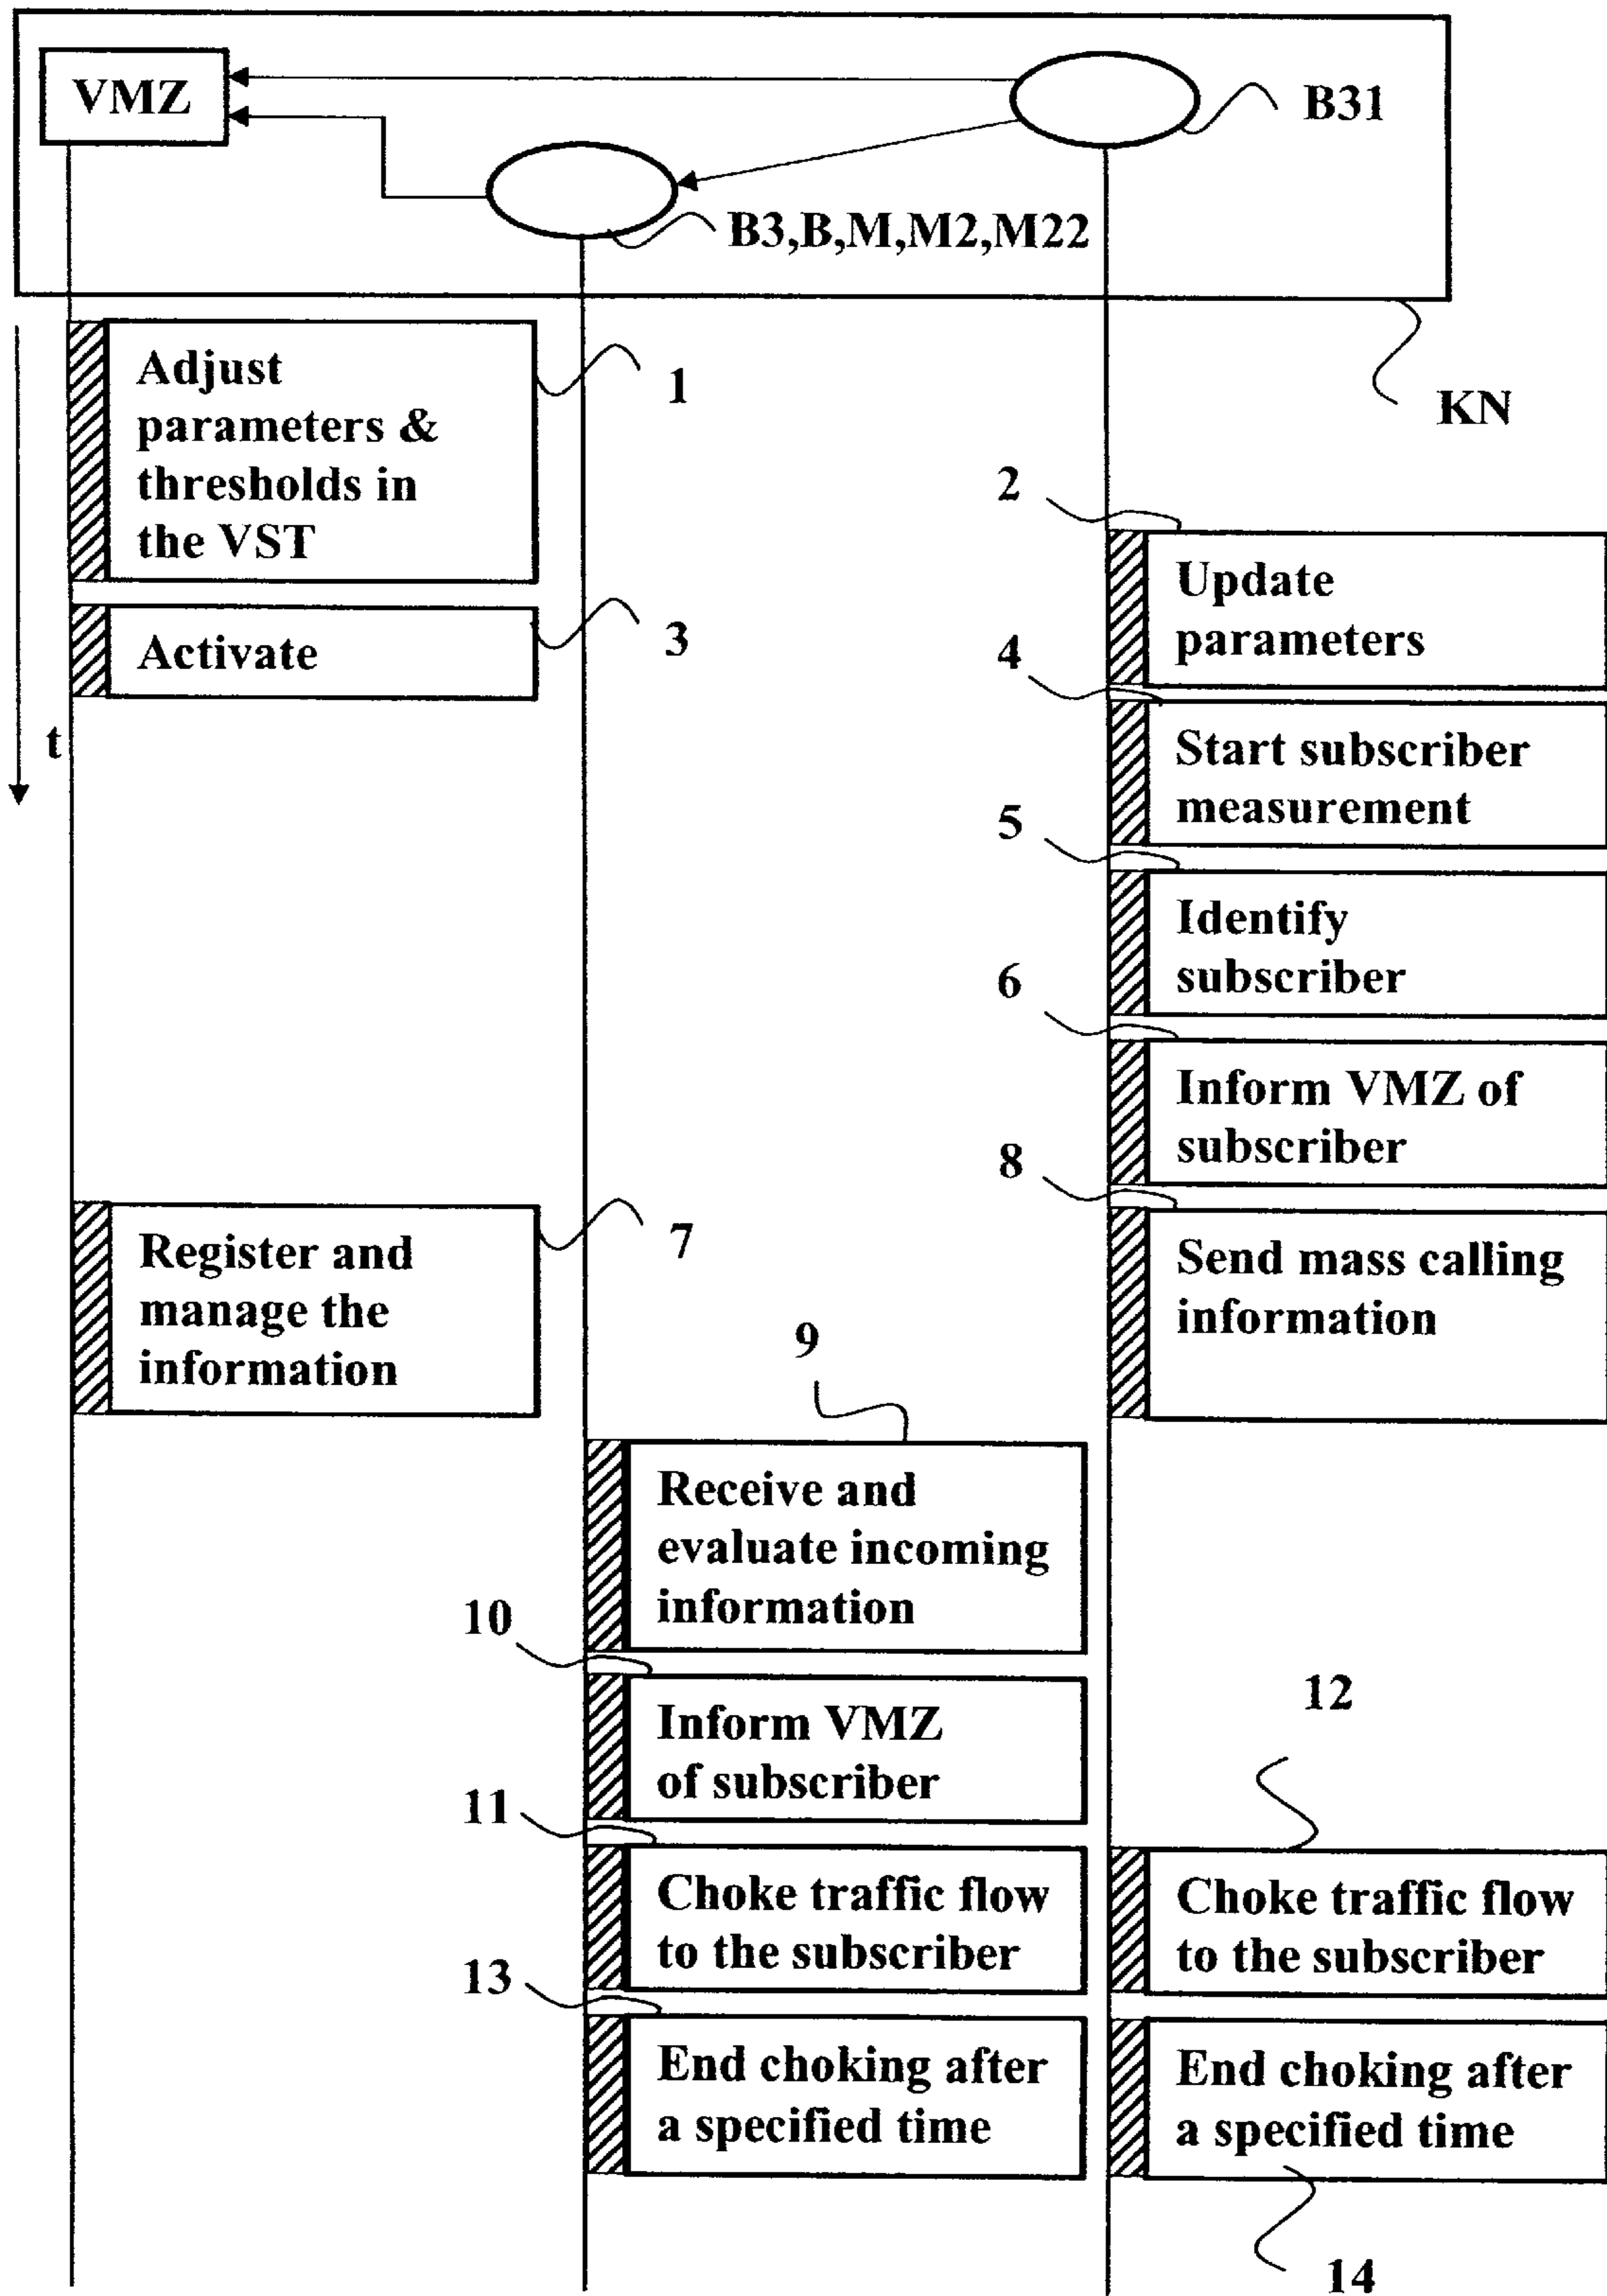 VMZ
B31
B3,B,M,M2,M22
KN
t
1
Adjust
parameters &
thresholds in
the VST
2
Update
parameters
3
Activate
4
Start subscriber
measurement
5
Identify
subscriber
6
Inform VMZ of
subscriber
7
Register and
manage the
information
8
Send mass calling
information
9
Receive and
evaluate incoming
information
10
Inform VMZ
of subscriber
11
Choke traffic flow
to the subscriber
12
Choke traffic flow
to the subscriber
13
End choking after
a specified time
End choking after
a specified time
14